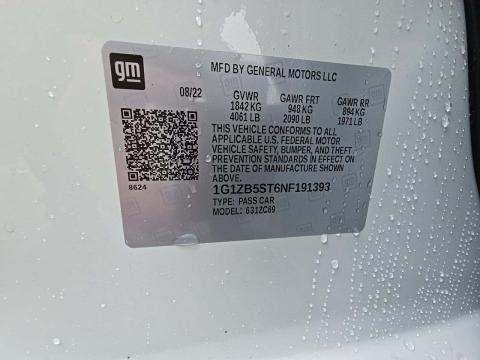 gm
MFD BY GENERAL MOTORS LLC
08/22 GVWR GAWR FRT GAWR RR
1842 KG 948 KG 894 KG
4061 LB 2090 LB 1971 LB
THIS VEHICLE CONFORMS TO ALL
APPLICABLE U.S. FEDERAL MOTOR
VEHICLE SAFETY, BUMPER, AND THEFT
PREVENTION STANDARDS IN EFFECT ON
THE DATE OF MANUFACTURE SHOWN ABOVE.
8624 1G1ZB5ST6NF191393
TYPE: PASS CAR
MODEL: 631ZC69